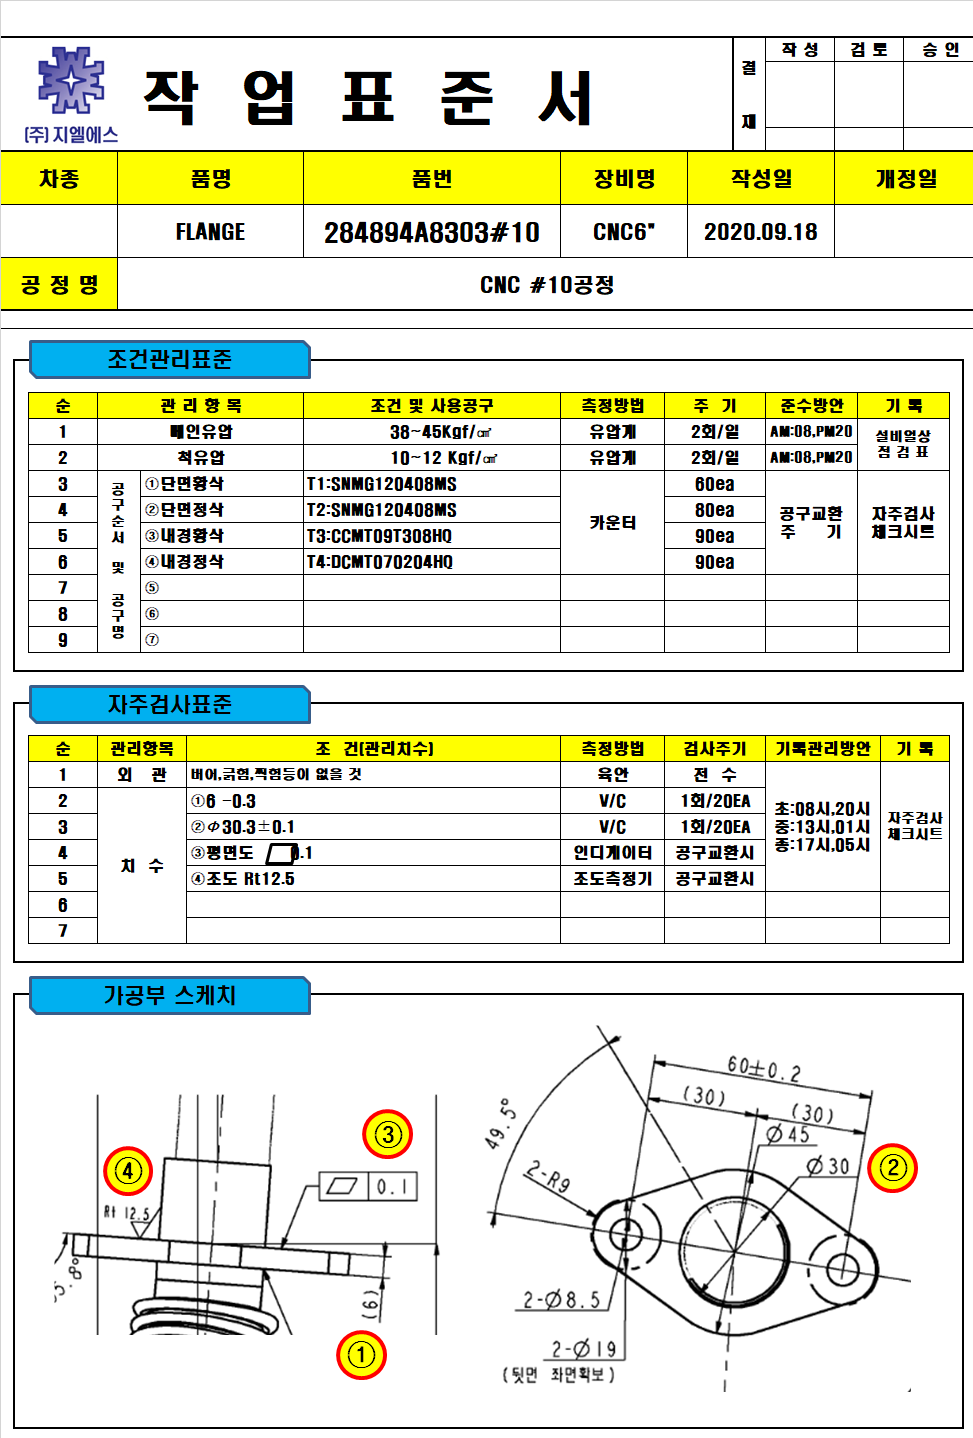 (주)지엘에스
작 업 표 준 서
결 재
작 성 검 토 승 인
차종 품명 품번 장비명 작성일 개정일
FLANGE 284894A8303#10 CNC6" 2020.09.18
공 정 명 CNC #10공정
조건관리표준
순 관 리 항 목 조건 및 사용공구 측정방법 주 기 준수방안 기 록
1 메인유압 38~45Kgf/㎠ 유압계 2회/일 AM:08,PM20 설비일상
점 검 표
2 척유압 10~12 Kgf/㎠ 유압계 2회/일 AM:08,PM20
공구순서 및 공구명
3 ①단면황삭 T1:SNMG120408MS 카운터 60ea 공구교환
주 기
자주검사
체크시트
4 ②단면정삭 T2:SNMG120408MS 80ea
5 ③내경황삭 T3:CCMT09T308HQ 90ea
6 ④내경정삭 T4:DCMT070204HQ 90ea
7 ⑤
8 ⑥
9 ⑦
자주검사표준
순 관리항목 조 건(관리치수) 측정방법 검사주기 기록관리방안 기 록
1 외 관 버어,긁힘,찍힘등이 없을 것 육안 전 수
치 수
2 ①6 -0.3 V/C 1회/20EA
3 ②Φ30.3±0.1 V/C 1회/20EA
4 ③평면도 0.1 인디게이터 공구교환시
5 ④조도 Rt12.5 조도측정기 공구교환시
6
7
초:08시,20시
중:13시,01시
종:17시,05시
자주검사
체크시트
가공부 스케치
④
Rt 12.5
③
0.1
5.8°
(6)
①
60±0.2
(30)
(30)
49.5°
Ø45
Ø30
②
2-R9
2-Ø8.5
2-Ø19
(뒷면 좌면확보)